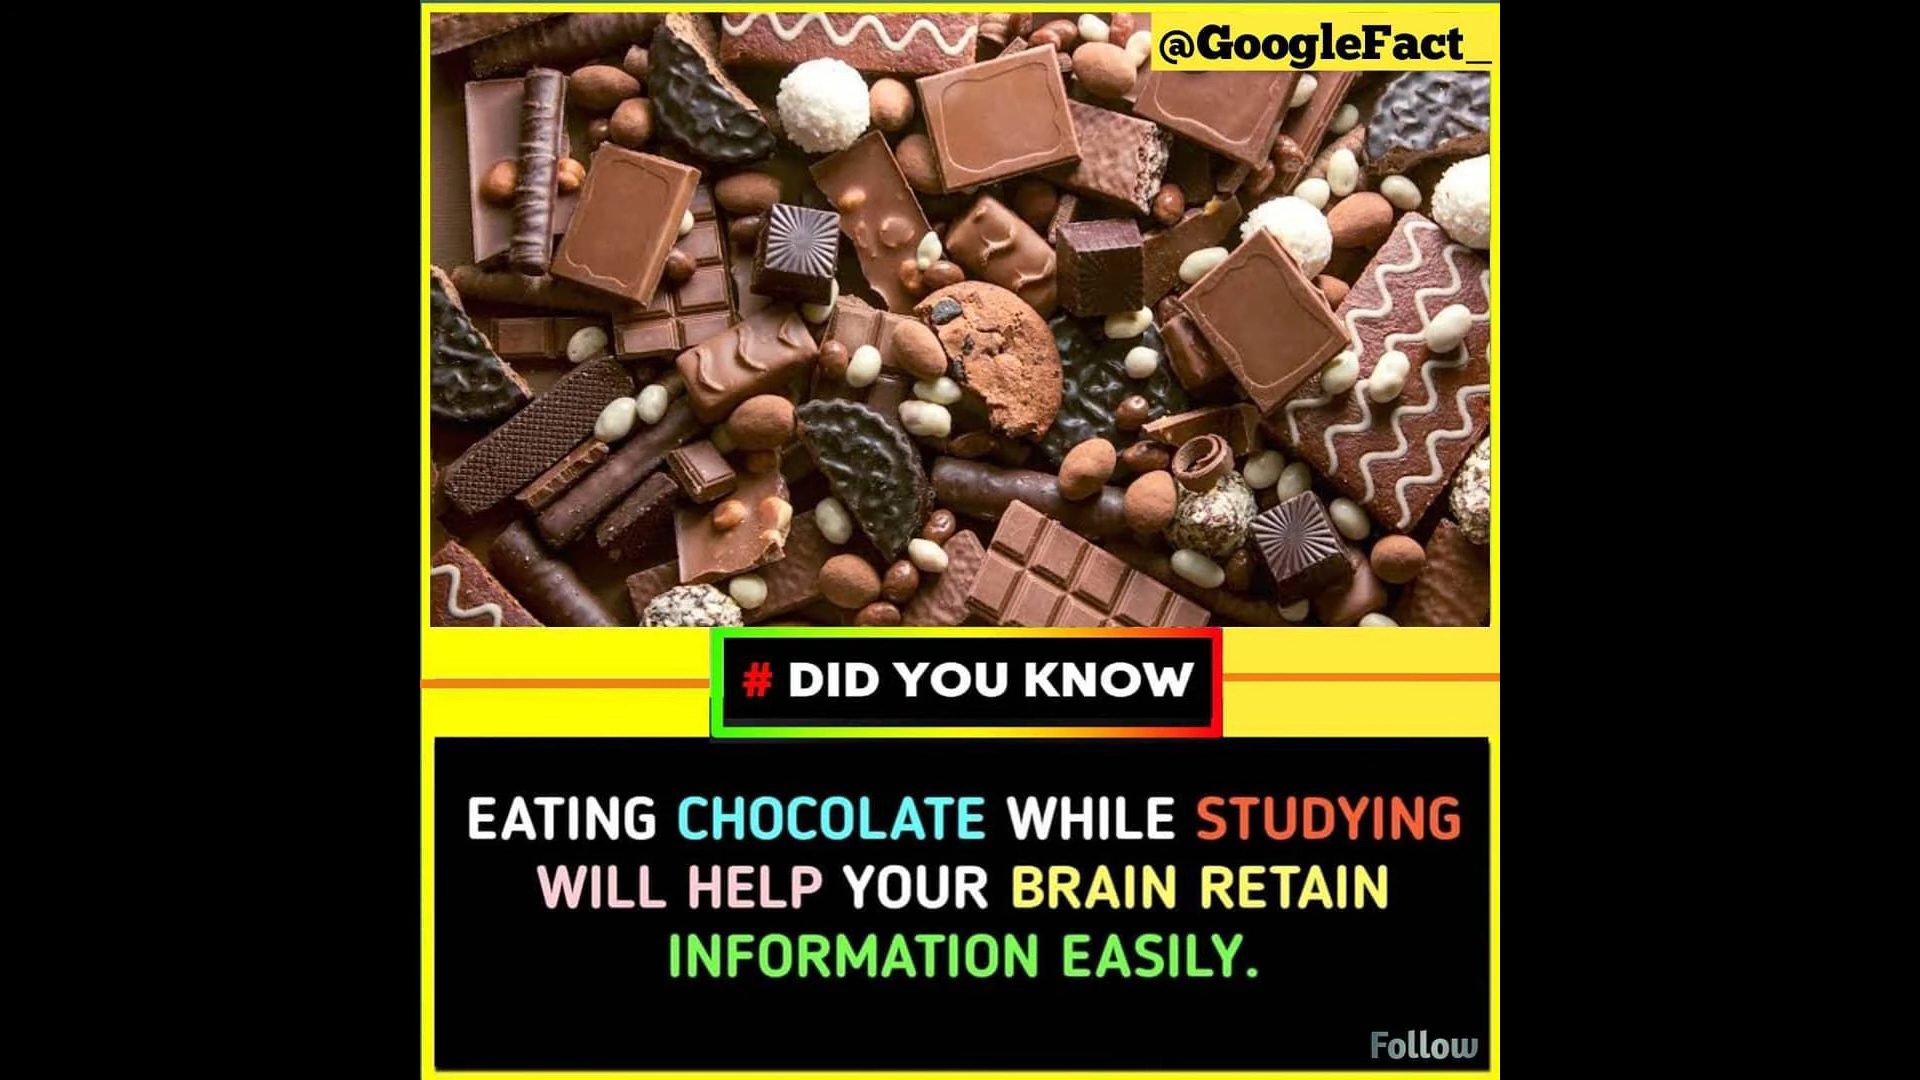 @GoogleFact_
# DID YOU KNOW
EATING CHOCOLATE WHILE STUDYING
WILL HELP YOUR BRAIN RETAIN
INFORMATION EASILY.
Follow